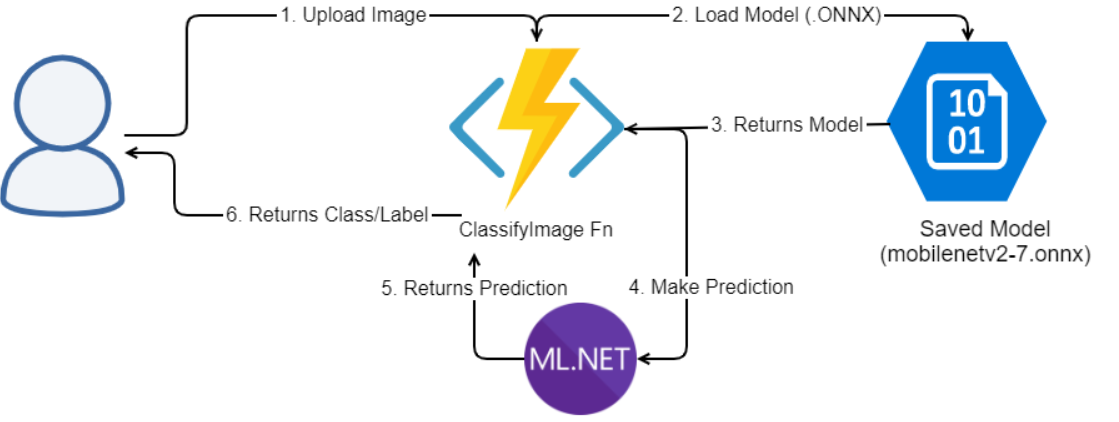 1. Upload Image
2. Load Model (.ONNX)
10
01
3. Returns Model
6. Returns Class/Label
ClassifyImage Fn
Saved Model
(mobilenetv2-7.onnx)
5. Returns Prediction
4. Make Prediction
ML.NET